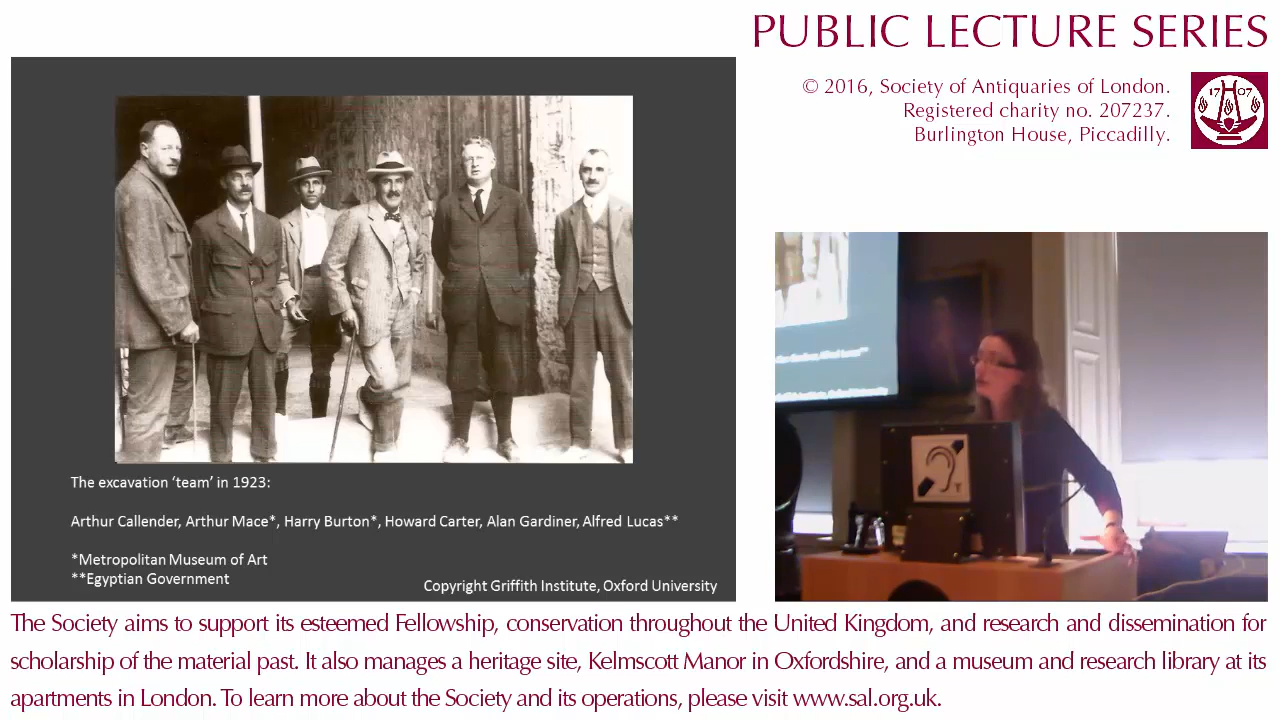 PUBLIC LECTURE SERIES
© 2016, Society of Antiquaries of London.
Registered charity no. 207237.
Burlington House, Piccadilly.
1707
The excavation ‘team’ in 1923:
Arthur Callender, Arthur Mace*, Harry Burton*, Howard Carter, Alan Gardiner, Alfred Lucas**
*Metropolitan Museum of Art
**Egyptian Government
Copyright Griffith Institute, Oxford University
T
The Society aims to support its esteemed Fellowship, conservation throughout the United Kingdom, and research and dissemination for
scholarship of the material past. It also manages a heritage site, Kelmscott Manor in Oxfordshire, and a museum and research library at its
apartments in London. To learn more about the Society and its operations, please visit www.sal.org.uk.